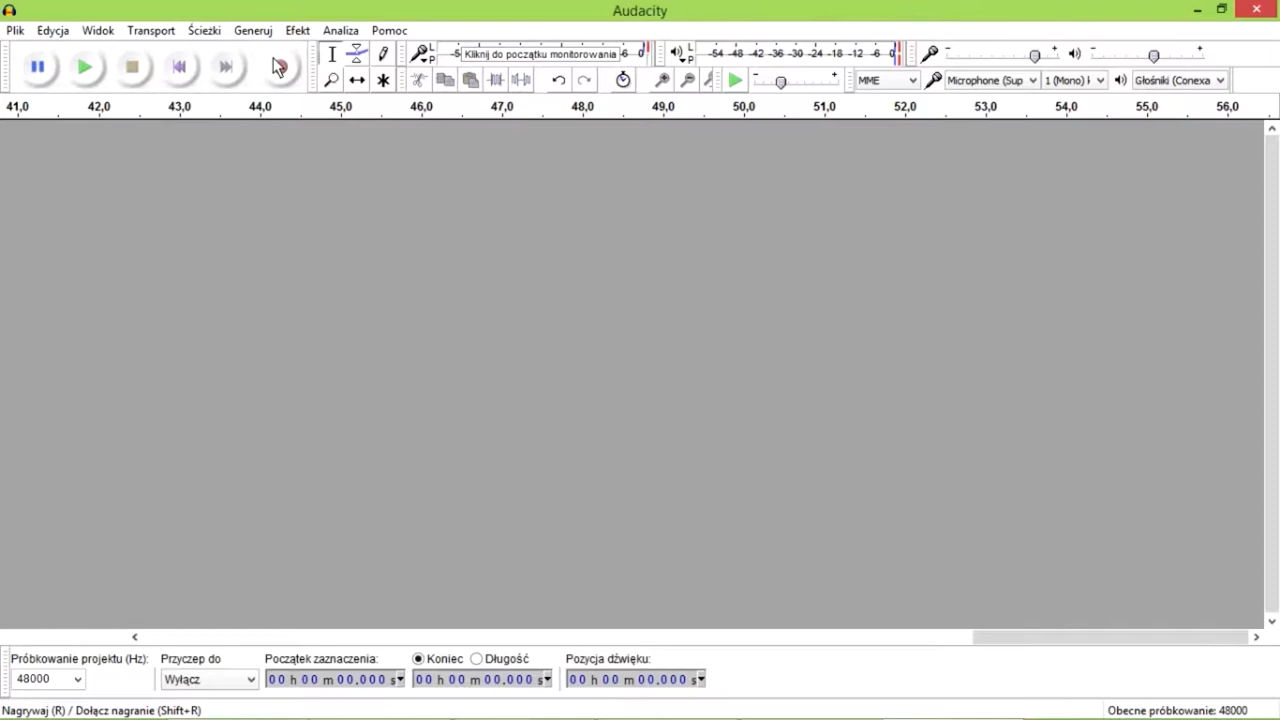 Audacity
Plik Edycja Widok Transport Ścieżki Generuj Efekt Analiza Pomoc
L P -5 Kliknij do początku monitorowania -6 0 L P -54 -48 -42 -36 -30 -24 -18 -12 -6 0 - + - +
- + MME Microphone (Sup 1 (Mono) Głośniki (Conexa
41,0 42,0 43,0 44,0 45,0 46,0 47,0 48,0 49,0 50,0 51,0 52,0 53,0 54,0 55,0 56,0
Próbkowanie projektu (Hz): Przyczep do Początek zaznaczenia: Koniec Długość Pozycja dźwięku:
48000 Wyłącz 00 h 00 m 00.000 s 00 h 00 m 00.000 s 00 h 00 m 00.000 s
Nagrywaj (R) / Dołącz nagranie (Shift+R) Obecne próbkowanie: 48000